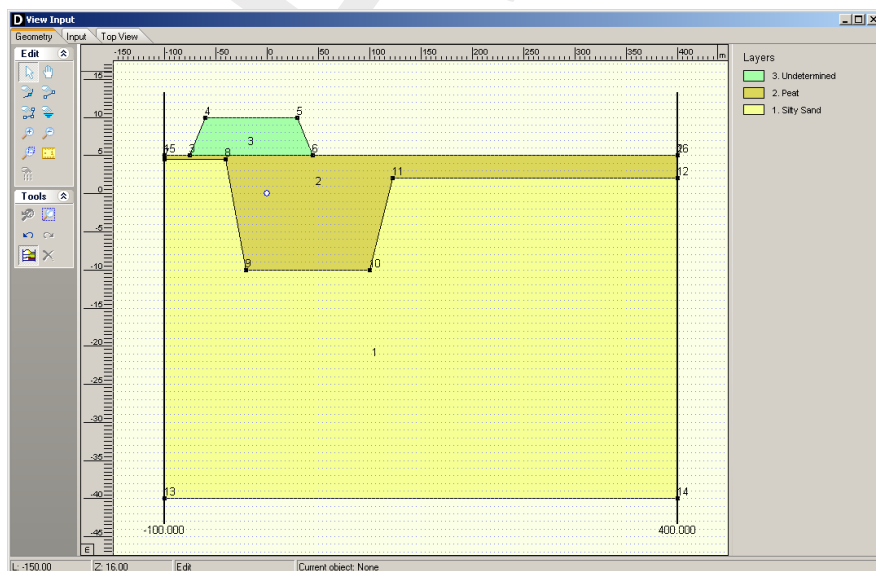 View Input
Geometry Input Top View
Edit
Tools
-150 -100 -50 0 50 100 150 200 250 300 350 400 m
15
10
5
0
-5
-10
-15
-20
-25
-30
-35
-40
-45
4 5
3
3 6
8
2
11
12
9 10
1
13 14
-100.000 400.000
E
Layers
3. Undetermined
2. Peat
1. Silty Sand
L: -150.00 Z: 16.00 Edit Current object: None